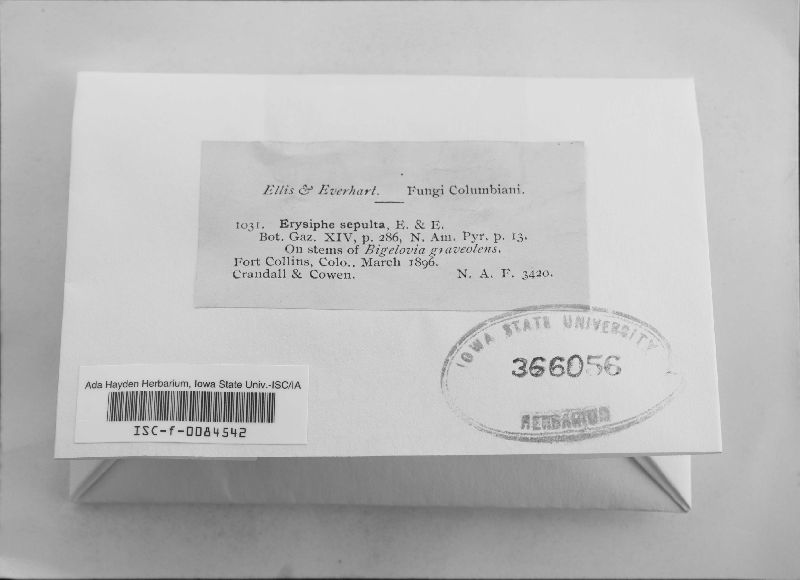 Ellis & Everhart. Fungi Columbiani.
1031. Erysiphe sepulta, E. & E.
Bot. Gaz. XIV, p. 286, N. Am. Pyr. p. 13.
On stems of Bigelovia graveolens.
Fort Collins, Colo., March 1896.
Crandall & Cowen. N. A. F. 3420.
IOWA STATE UNIVERSITY
366056
HERBARIUM
Ada Hayden Herbarium, Iowa State Univ.-ISC/IA
ISC-f-0084542